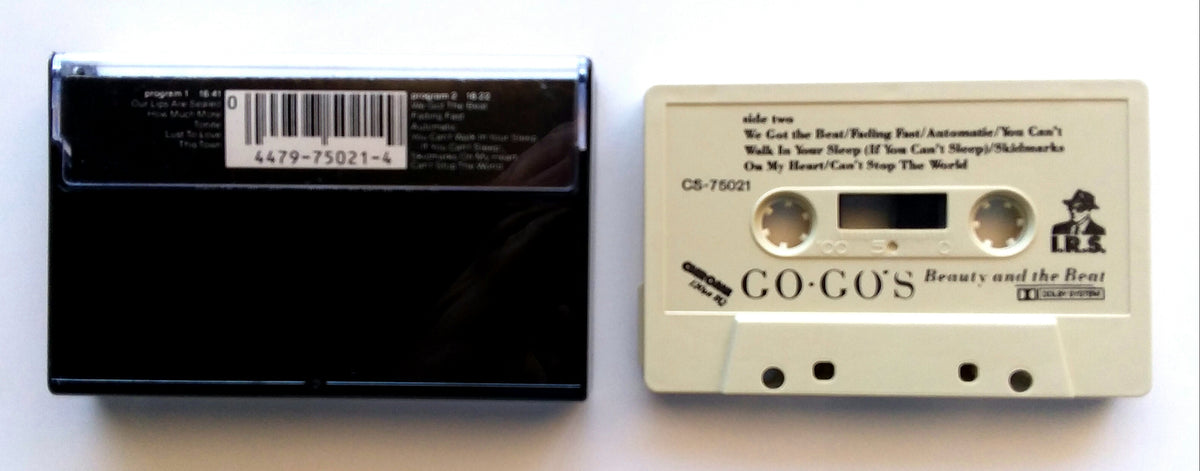 program 1 16:41
Our Lips Are Sealed
How Much More
Tonite
Lust To Love
This Town
0
4479-75021-4
program 2 18:22
We Got The Beat
Fading Fast
Automatic
You Can't Walk In Your Sleep
(If You Can't Sleep)
Skidmarks On My Heart
Can't Stop The World
side two
We Got the Beat/Fading Fast/Automatic/You Can't
Walk In Your Sleep (If You Can't Sleep)/Skidmarks
On My Heart/Can't Stop The World
CS-75021
100 50 0
I.R.S.
CHROME
GO·GO'S Beauty and the Beat
DOLBY SYSTEM